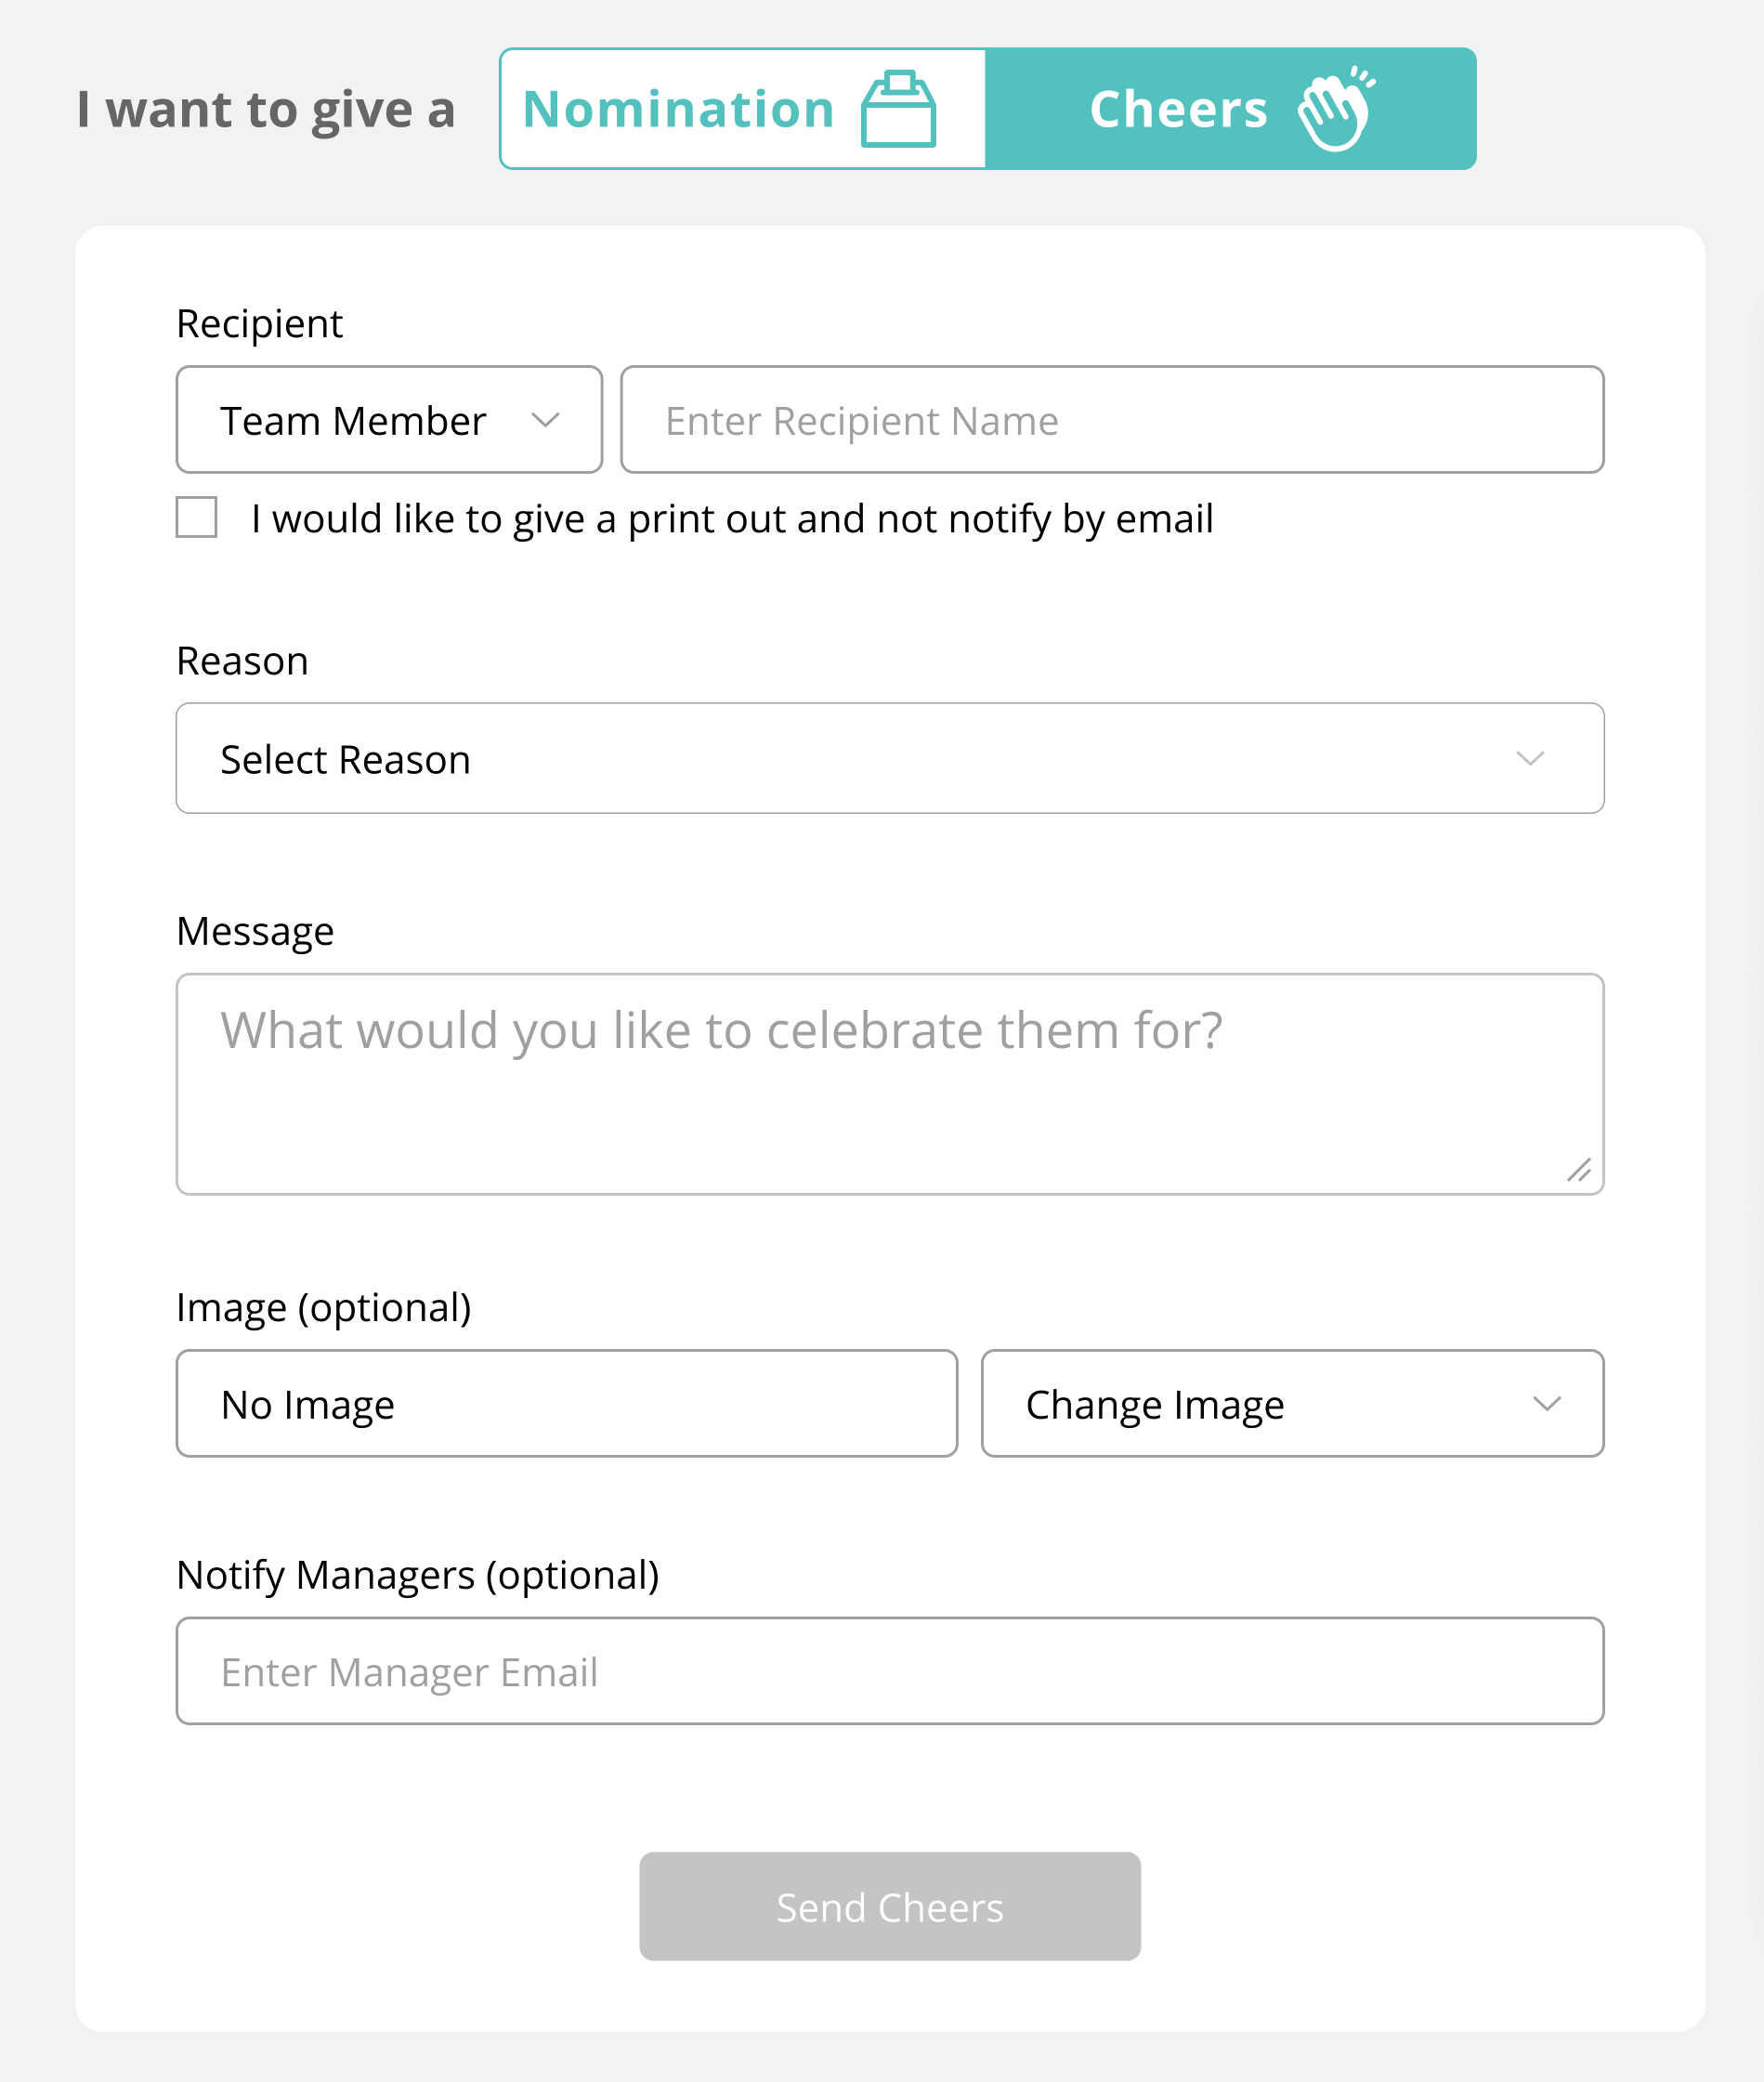 I want to give a Nomination Cheers
Recipient
Team Member Enter Recipient Name
I would like to give a print out and not notify by email
Reason
Select Reason
Message
What would you like to celebrate them for?
Image (optional)
No Image Change Image
Notify Managers (optional)
Enter Manager Email
Send Cheers